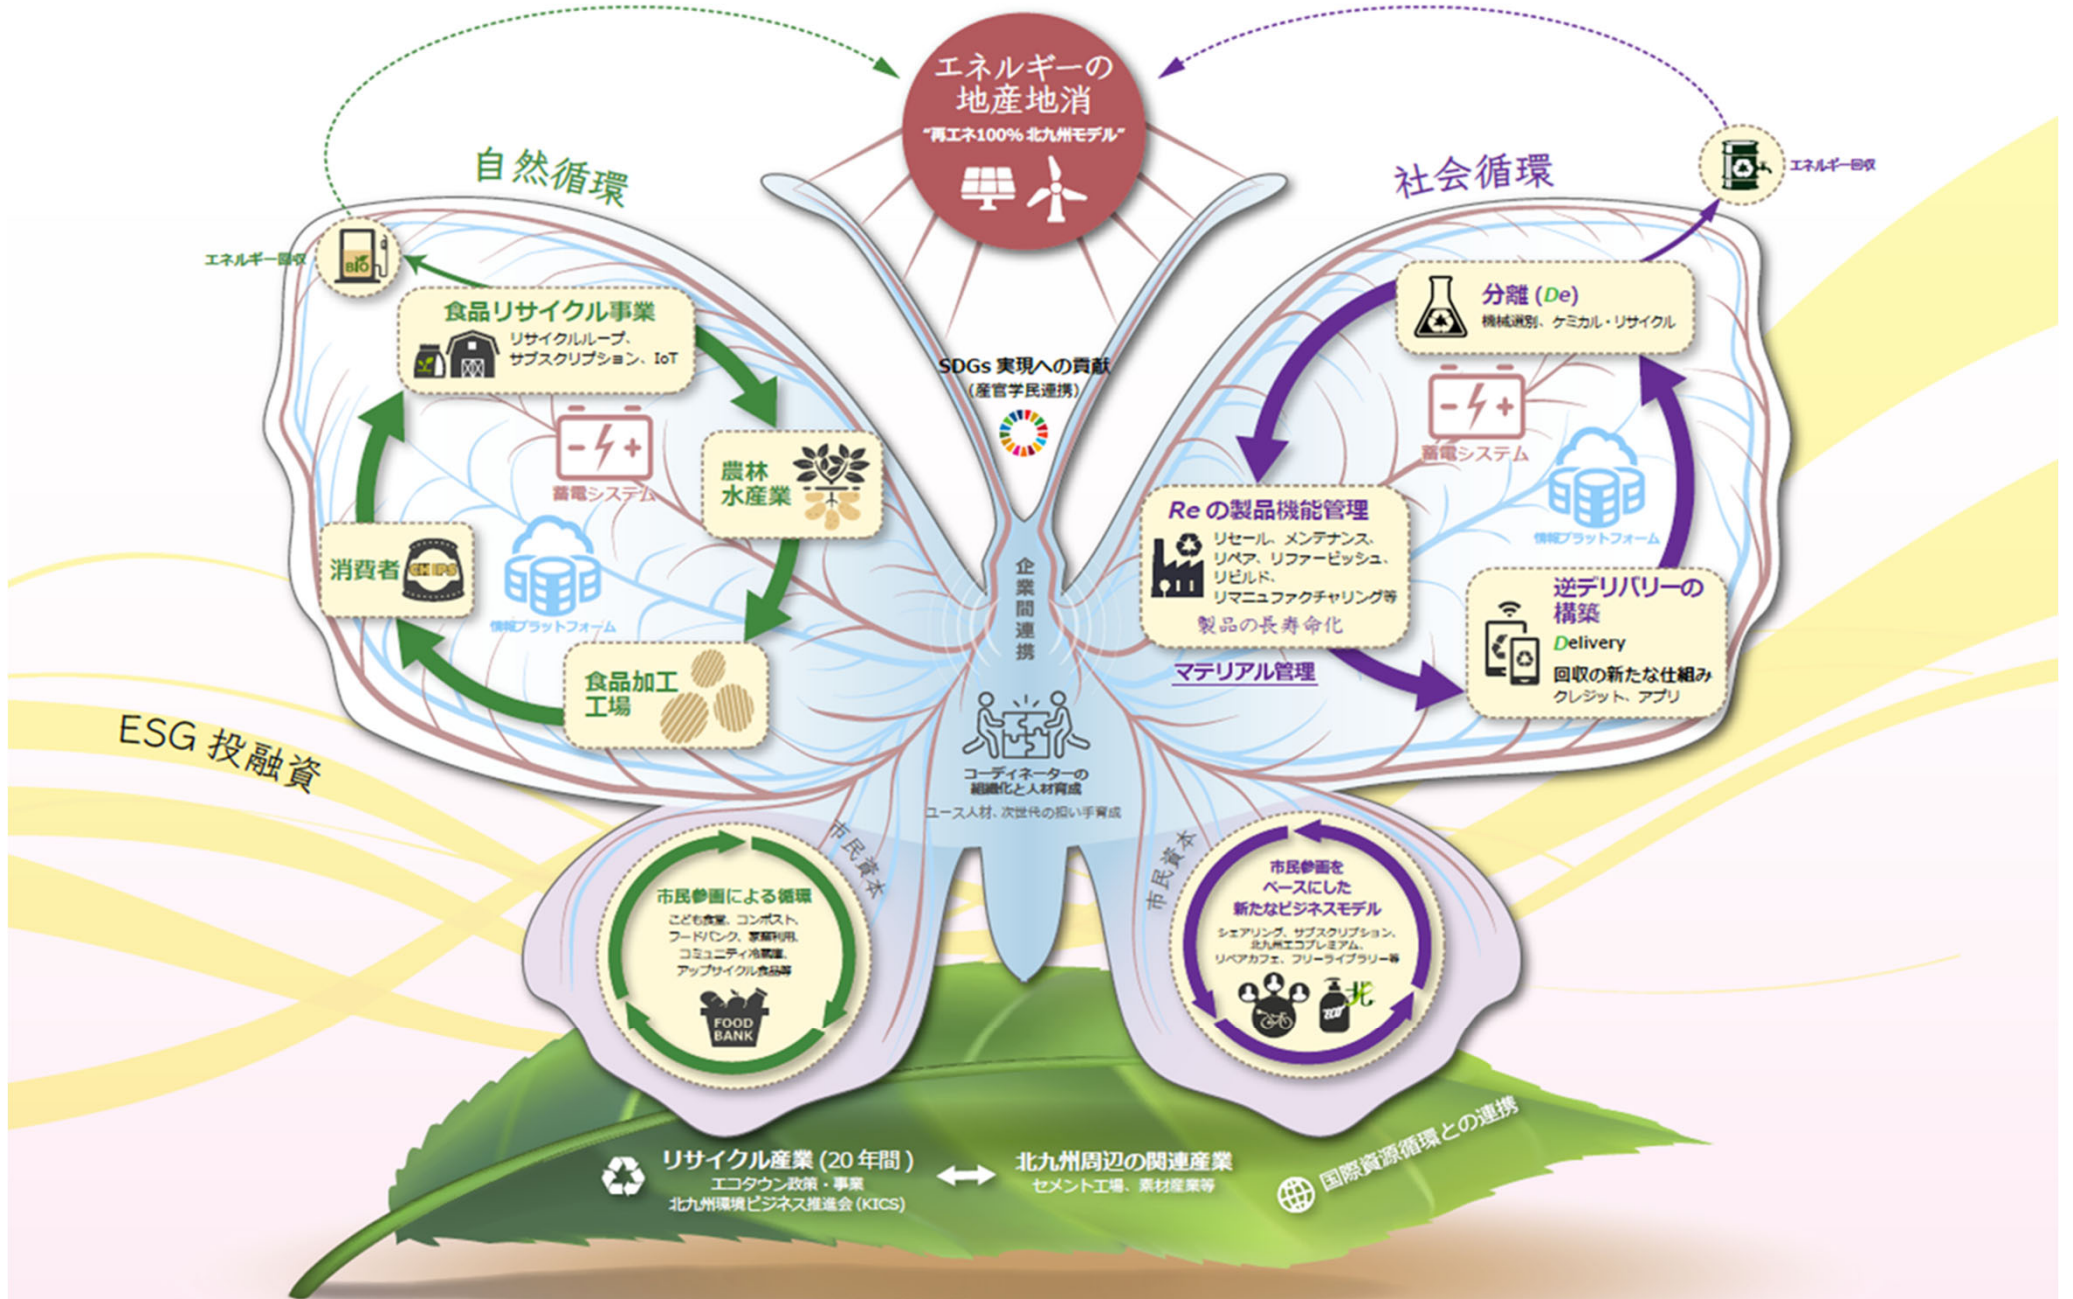 エネルギーの
地産地消
“再エネ100% 北九州モデル”
自然循環
社会循環
エネルギー回収
BIO
食品リサイクル事業
リサイクルループ、
サブスクリプション、IoT
農林
水産業
食品加工
工場
消費者
CHIPS
蓄電システム
情報プラットフォーム
SDGs 実現への貢献
(産官学民連携)
エネルギー回収
分離 (De)
機械選別、ケミカル・リサイクル
Re の製品機能管理
リセール、メンテナンス、
リペア、リファービッシュ、
リビルド、
リマニュファクチャリング等
製品の長寿命化
マテリアル管理
逆デリバリーの
構築
Delivery
回収の新たな仕組み
クレジット、アプリ
蓄電システム
情報プラットフォーム
企業間連携
コーディネーターの
組織化と人材育成
ユース人材、次世代の担い手育成
ESG 投融資
市民資本
市民参画による循環
こども食堂、コンポスト、
フードバンク、家庭利用、
コミュニティ冷蔵庫、
アップサイクル食品等
FOOD
BANK
市民資本
市民参画を
ベースにした
新たなビジネスモデル
シェアリング、サブスクリプション、
北九州エコプレミアム、
リペアカフェ、フリーライブラリー等
ECO
北
リサイクル産業 (20 年間)
エコタウン政策・事業
北九州環境ビジネス推進会 (KICS)
北九州周辺の関連産業
セメント工場、素材産業等
国際資源循環との連携